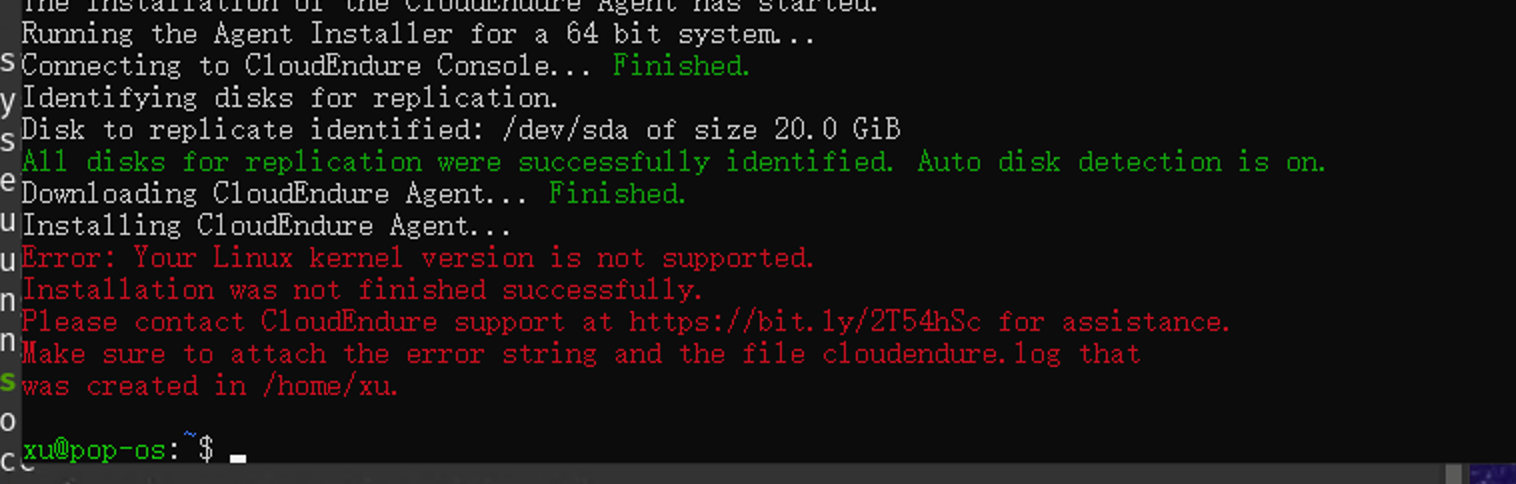 The installation of the CloudEndure Agent has started.
Running the Agent Installer for a 64 bit system...
Connecting to CloudEndure Console... Finished.
Identifying disks for replication.
Disk to replicate identified: /dev/sda of size 20.0 GiB
All disks for replication were successfully identified. Auto disk detection is on.
Downloading CloudEndure Agent... Finished.
Installing CloudEndure Agent...
Error: Your Linux kernel version is not supported.
Installation was not finished successfully.
Please contact CloudEndure support at https://bit.ly/2T54hSc for assistance.
Make sure to attach the error string and the file cloudendure.log that
was created in /home/xu.
xu@pop-os:~$
s
y
s
e
u
u
n
n
s
o
c